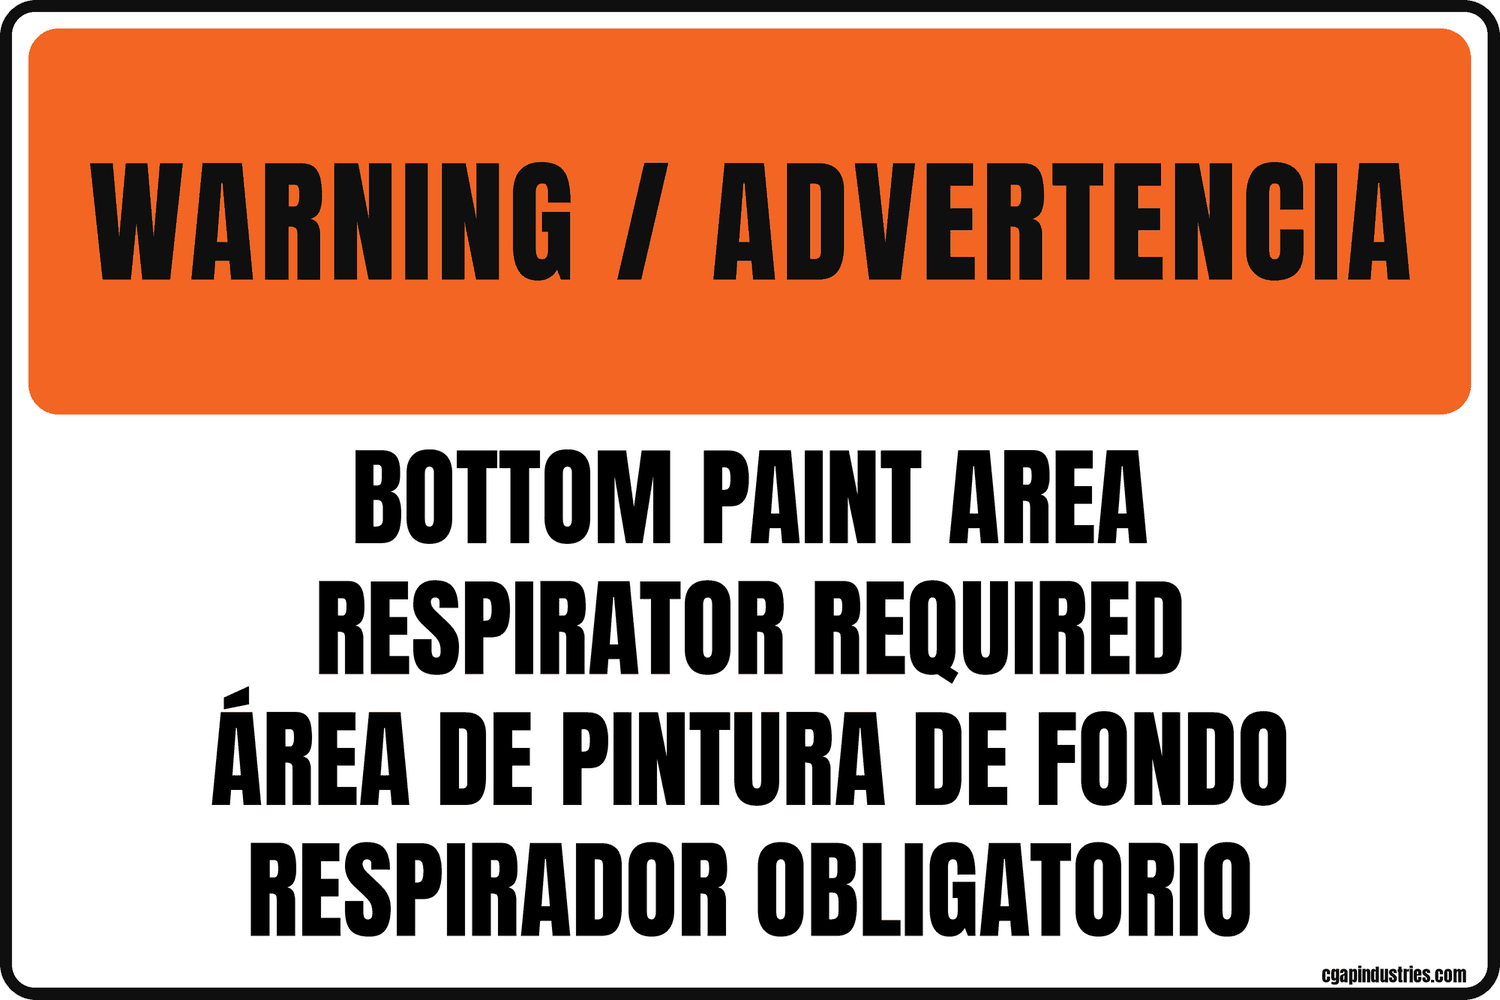 WARNING / ADVERTENCIA
BOTTOM PAINT AREA
RESPIRATOR REQUIRED
ÁREA DE PINTURA DE FONDO
RESPIRADOR OBLIGATORIO
cgapindustries.com